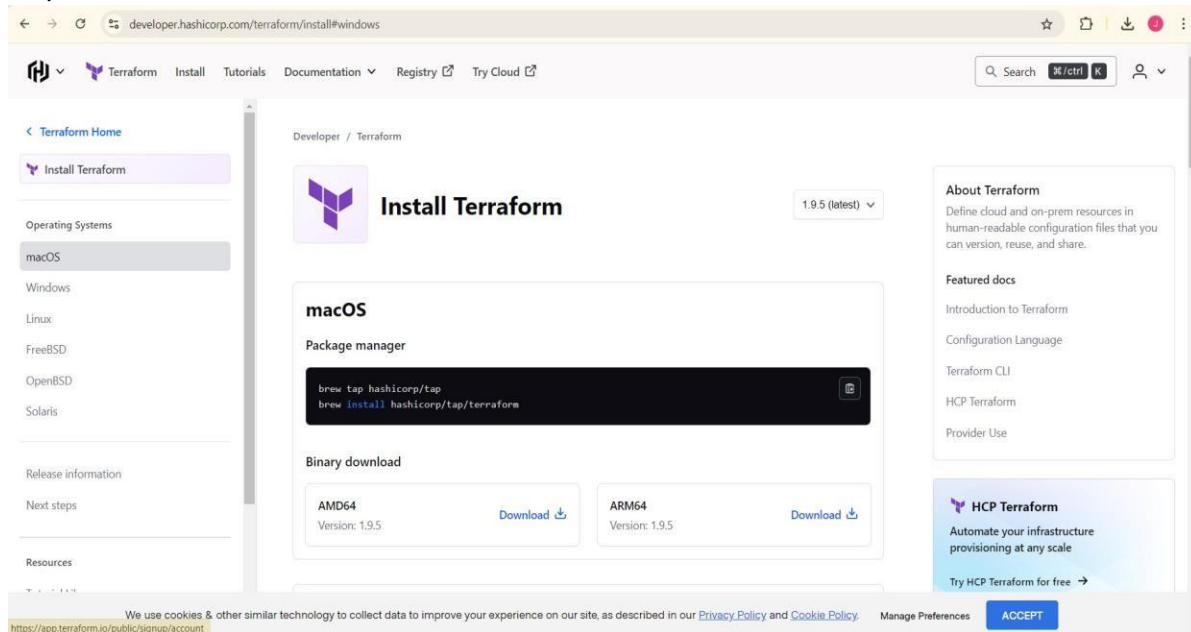 developer.hashicorp.com/terraform/install#windows
Terraform Install Tutorials Documentation Registry Try Cloud
Search ⌘/ctrl K
Terraform Home
Install Terraform
Operating Systems
macOS
Windows
Linux
FreeBSD
OpenBSD
Solaris
Release information
Next steps
Resources
Developer / Terraform
Install Terraform
1.9.5 (latest)
macOS
Package manager
brew tap hashicorp/tap
brew install hashicorp/tap/terraform
Binary download
AMD64
Version: 1.9.5
Download
ARM64
Version: 1.9.5
Download
About Terraform
Define cloud and on-prem resources in
human-readable configuration files that you
can version, reuse, and share.
Featured docs
Introduction to Terraform
Configuration Language
Terraform CLI
HCP Terraform
Provider Use
HCP Terraform
Automate your infrastructure
provisioning at any scale
Try HCP Terraform for free →
We use cookies & other similar technology to collect data to improve your experience on our site, as described in our Privacy Policy and Cookie Policy.
Manage Preferences
ACCEPT
https://app.terraform.io/public/signup/account